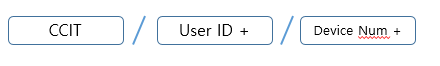 CCIT / User ID + / Device Num +